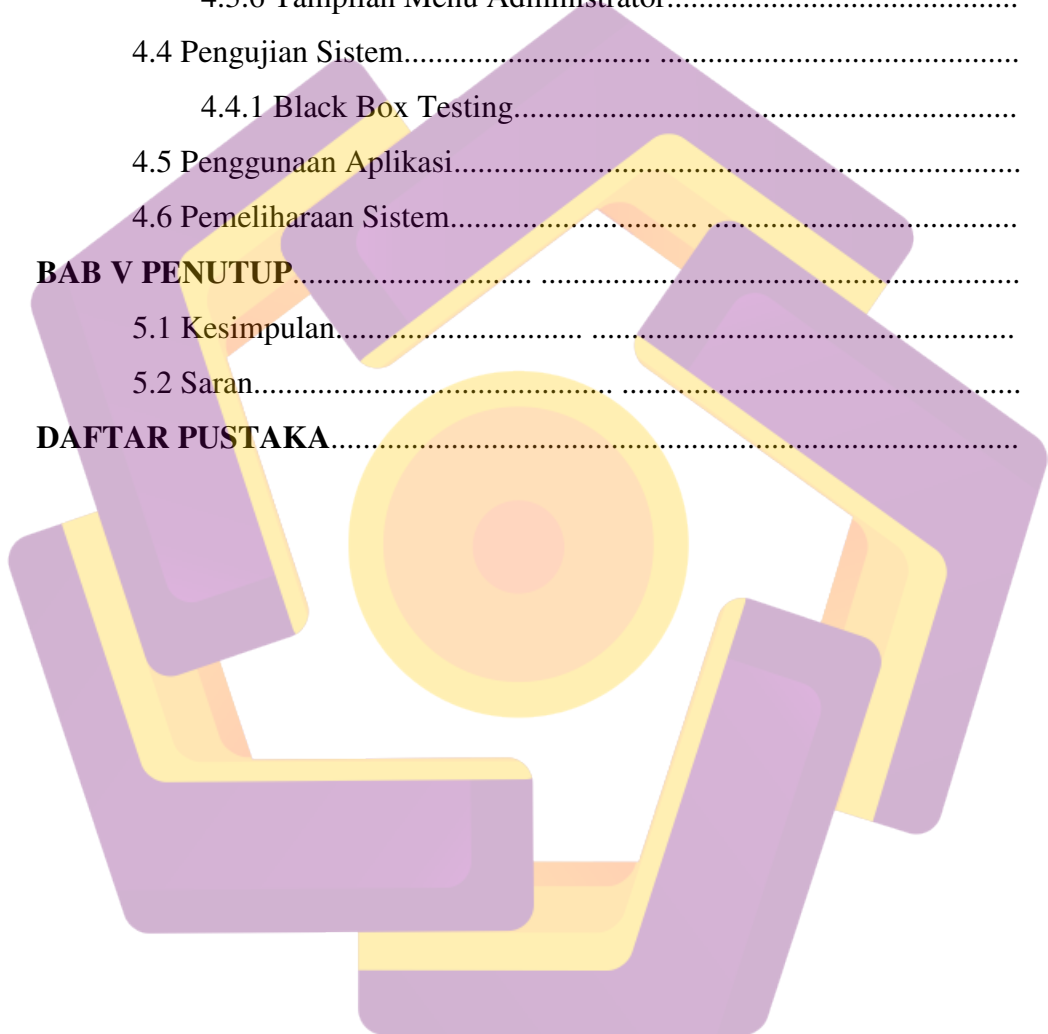 4.3.6 Tampilan Menu Administrator............................................
4.4 Pengujian Sistem............................... .............................................
4.4.1 Black Box Testing...............................................................
4.5 Penggunaan Aplikasi.......................................................................
4.6 Pemeliharaan Sistem............................... .......................................
BAB V PENUTUP.............................. ............................................................
5.1 Kesimpulan............................... .....................................................
5.2 Saran............................................. ..................................................
DAFTAR PUSTAKA......................................................................................